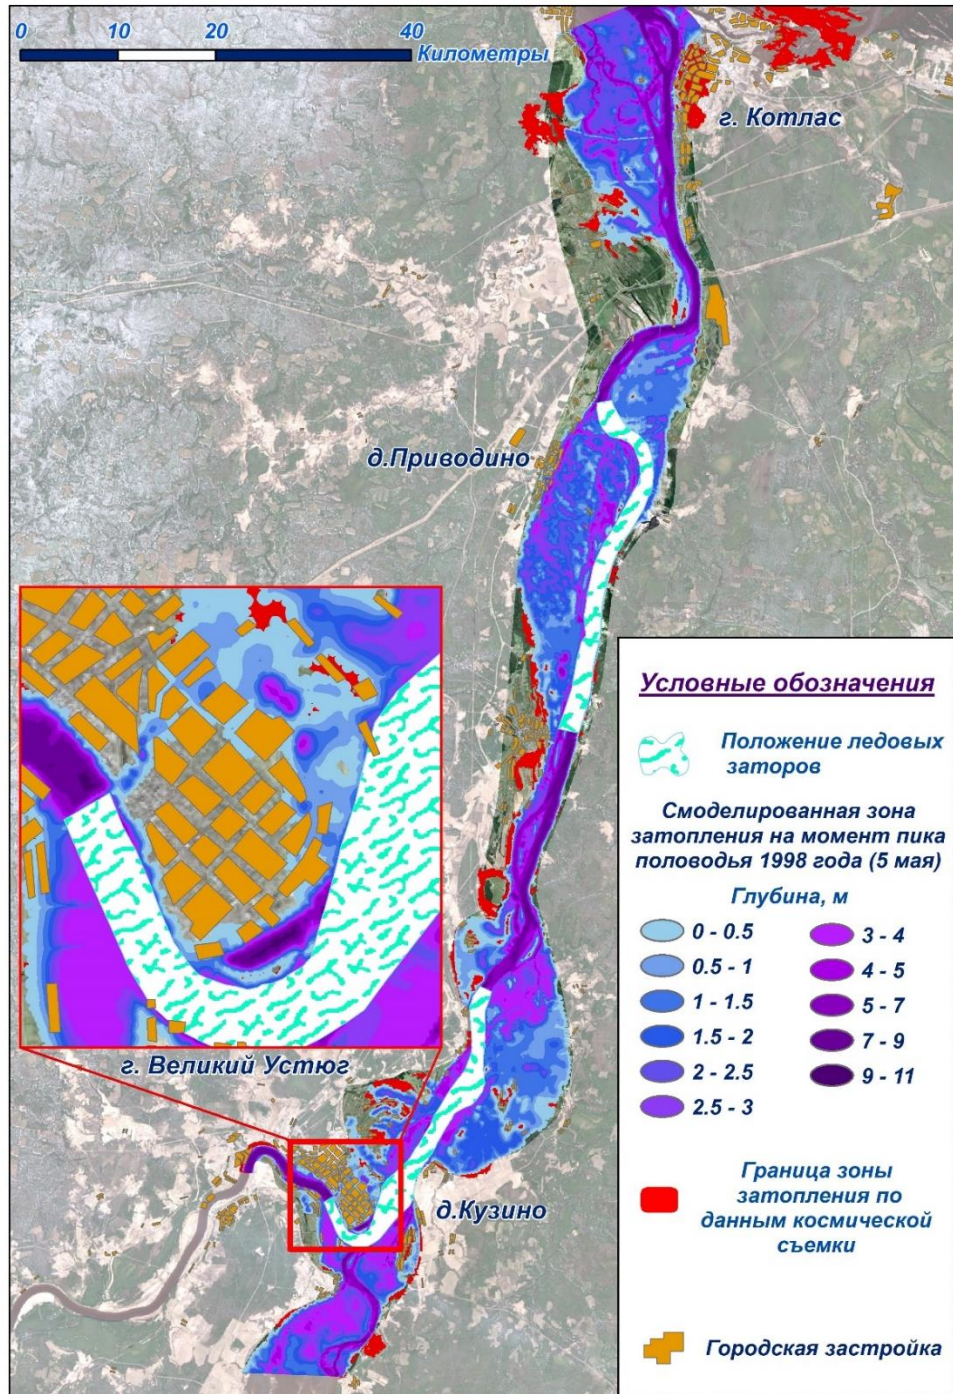 0 10 20 40
Километры
г. Котлас
д.Приводино
г. Великий Устюг
д.Кузино
Условные обозначения
Положение ледовых
заторов
Смоделированная зона
затопления на момент пика
половодья 1998 года (5 мая)
Глубина, м
0 - 0.5
0.5 - 1
1 - 1.5
1.5 - 2
2 - 2.5
2.5 - 3
3 - 4
4 - 5
5 - 7
7 - 9
9 - 11
Граница зоны
затопления по
данным космической
съемки
Городская застройка